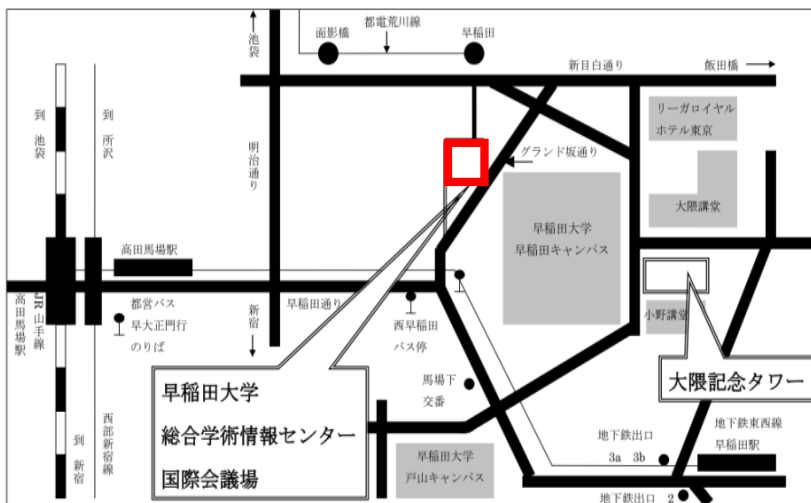 池袋
面影橋
都電荒川線
早稲田
新目白通り
飯田橋
到 池袋
到 所沢
明治通り
リーガロイヤル
ホテル東京
グランド坂通り
大隈講堂
早稲田大学
早稲田キャンパス
高田馬場駅
高田馬場駅
JR山手線
都営バス
早大正門行
のりば
新宿
早稲田通り
西早稲田
バス停
小野講堂
早稲田大学
総合学術情報センター
国際会議場
大隈記念タワー
馬場下
交番
到 新宿
西部新宿線
早稲田大学
戸山キャンパス
地下鉄出口
3a 3b
地下鉄東西線
早稲田駅
地下鉄出口 2